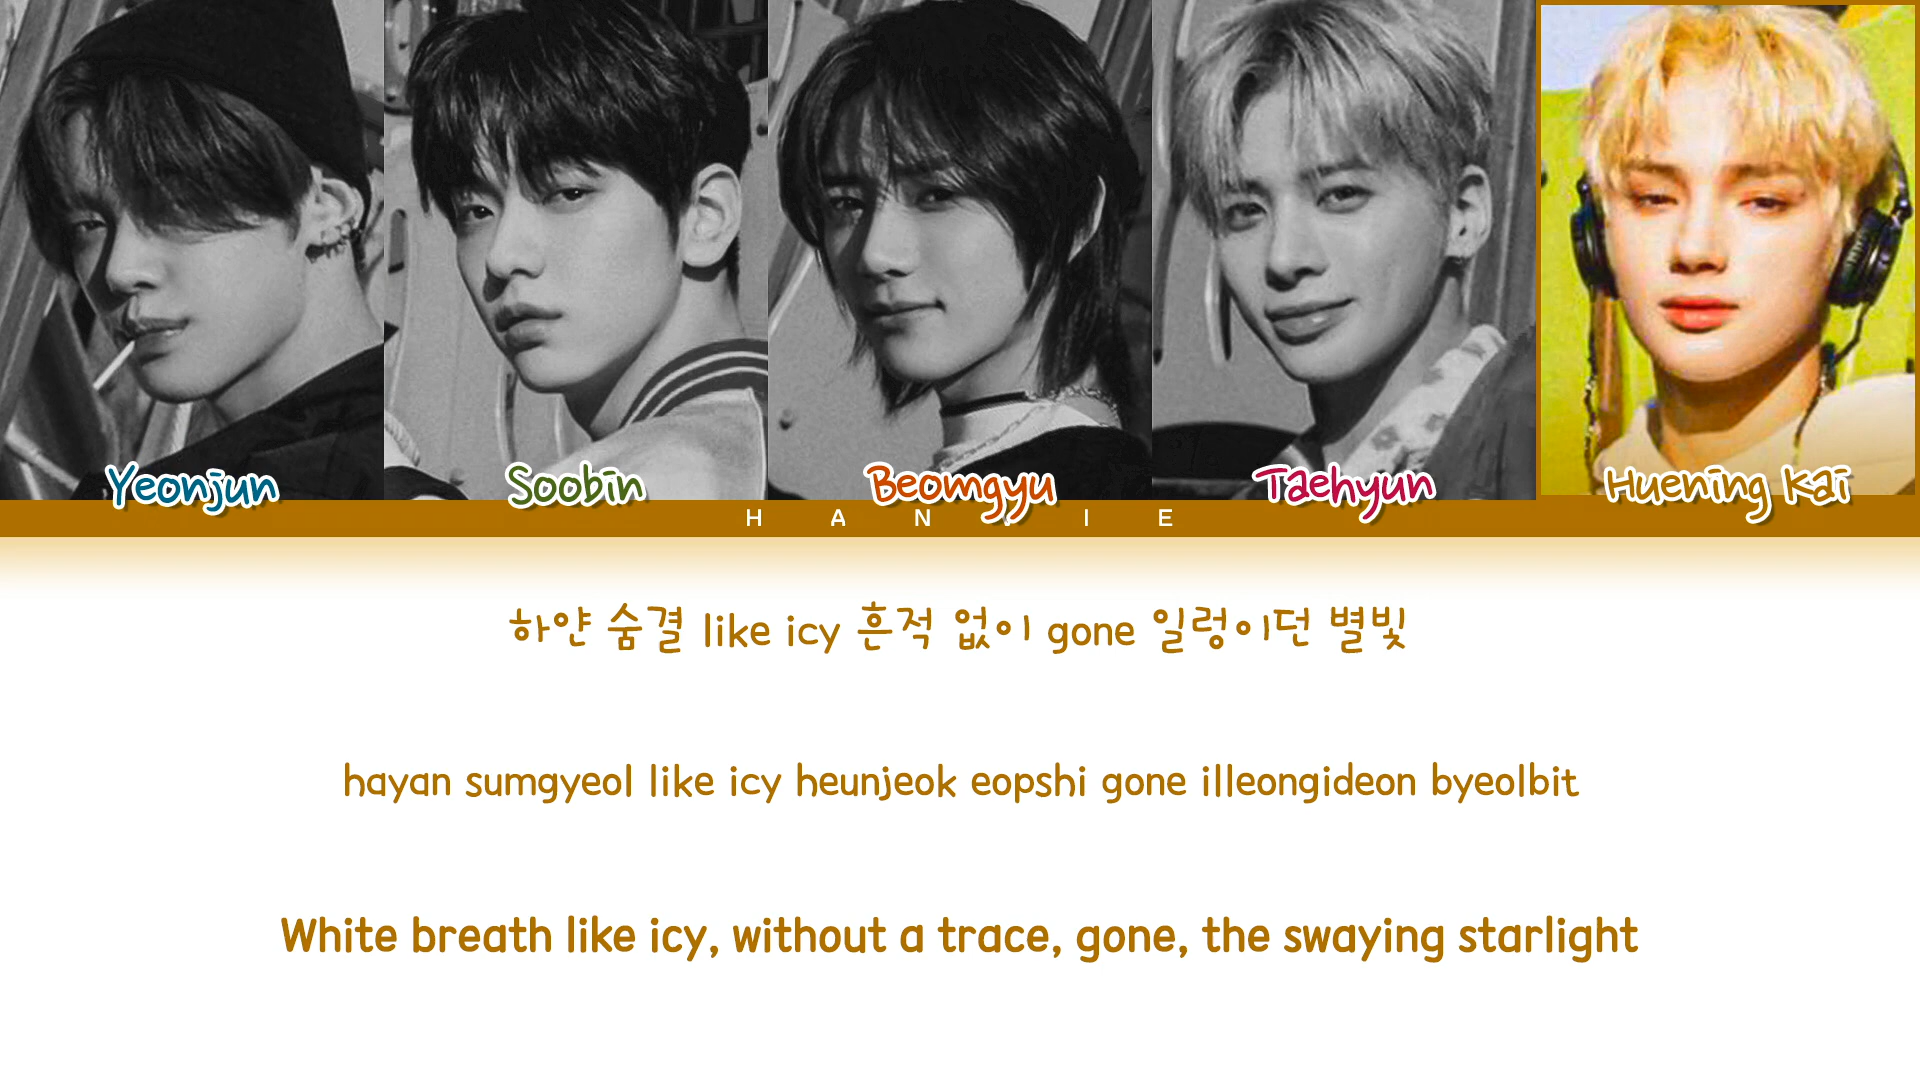 Yeonjun
Soobin
Beomgyu
Taehyun
Huening Kai
하얀 숨결 like icy 흔적 없이 gone 일렁이던 별빛
hayan sumgyeol like icy heunjeok eopshi gone illeongideon byeolbit
White breath like icy, without a trace, gone, the swaying starlight